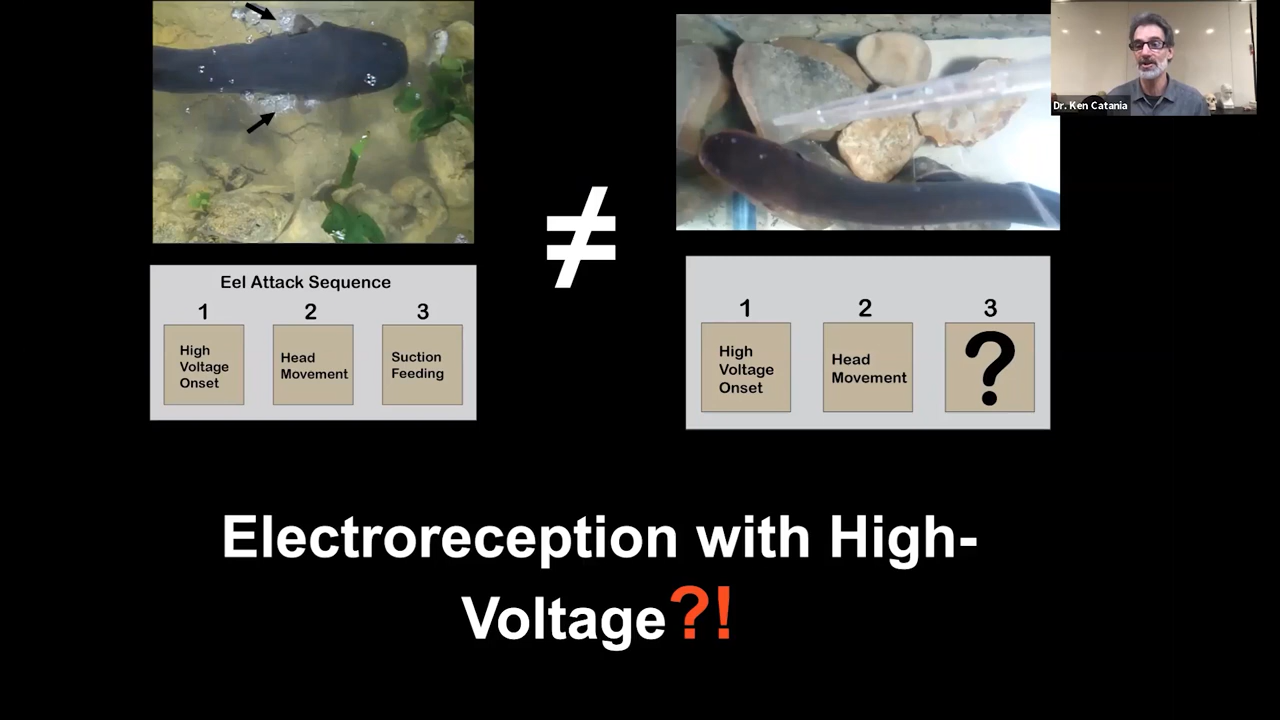 Dr. Ken Catania
≠
Eel Attack Sequence
1 2 3
High Voltage Onset
Head Movement
Suction Feeding
1 2 3
High Voltage Onset
Head Movement
?
Electroreception with High-
Voltage?!